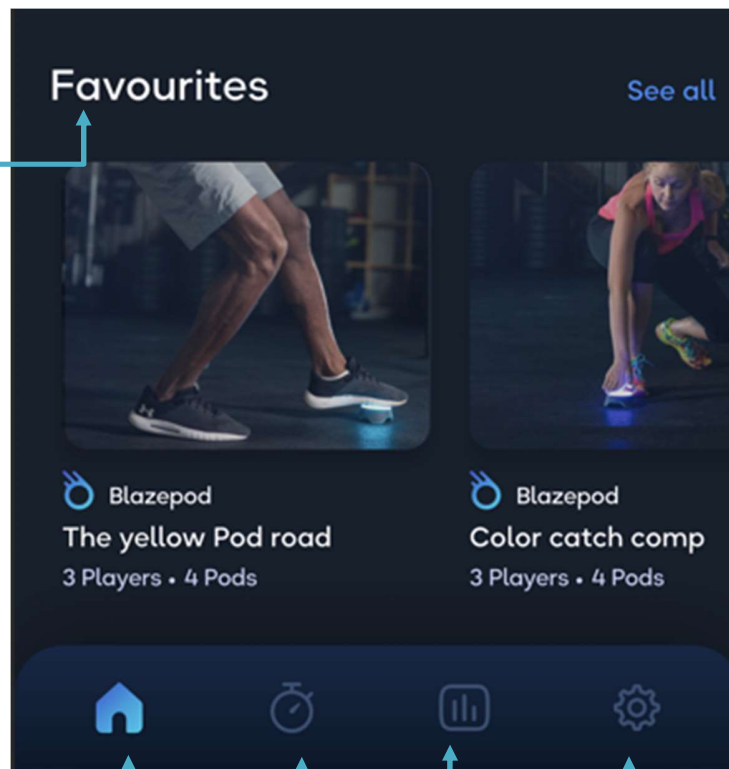 Favourites
See all
Blazepod
The yellow Pod road
3 Players • 4 Pods
Blazepod
Color catch comp
3 Players • 4 Pods